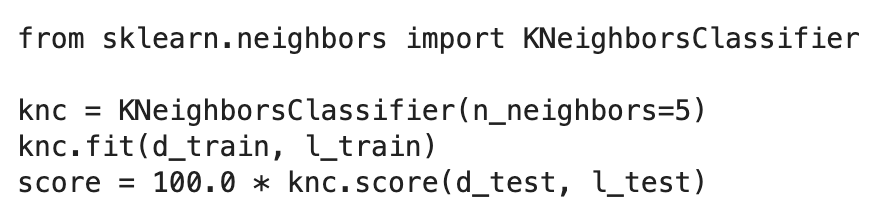 from sklearn.neighbors import KNeighborsClassifier
knc = KNeighborsClassifier(n_neighbors=5)
knc.fit(d_train, l_train)
score = 100.0 * knc.score(d_test, l_test)